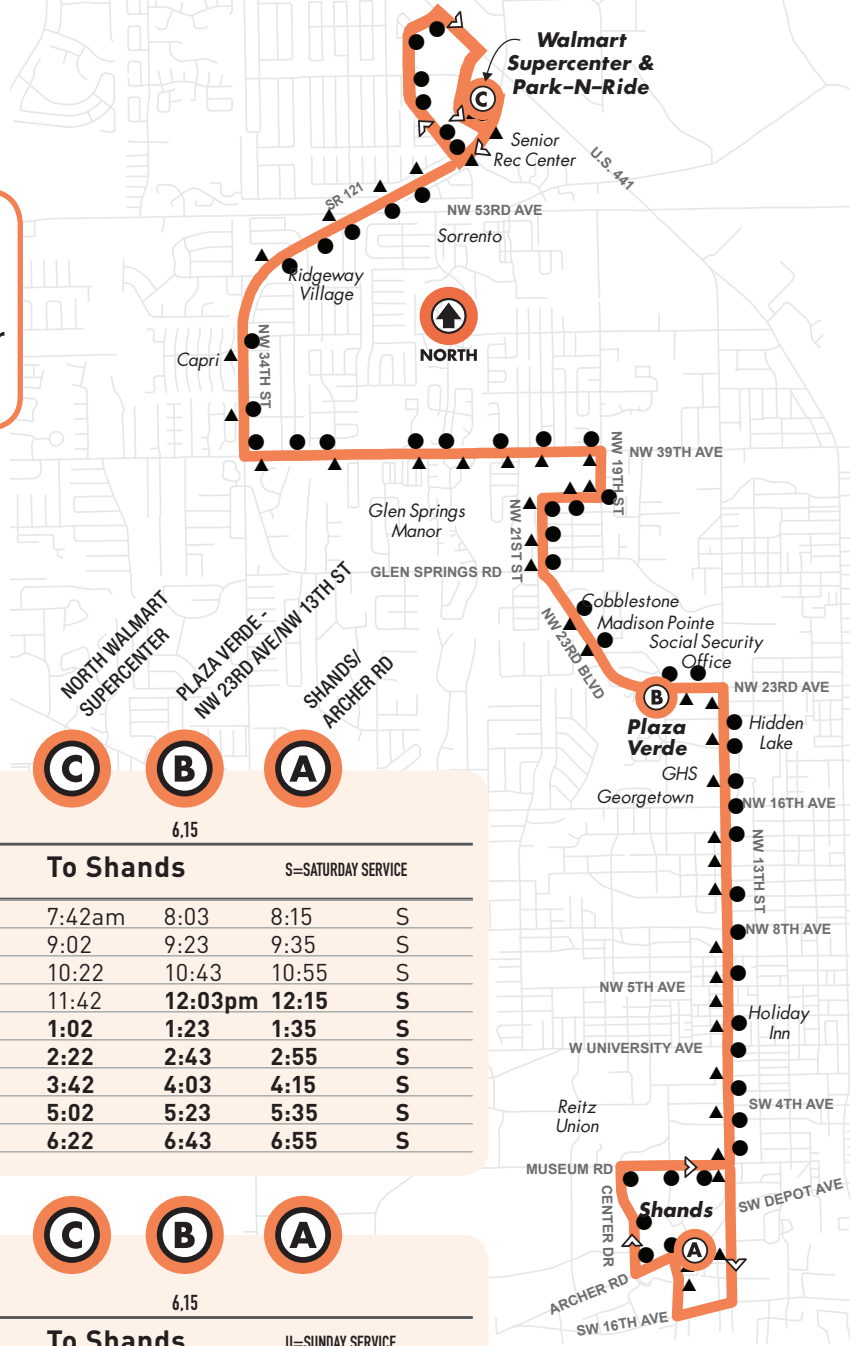 Walmart
Supercenter &
Park–N–Ride
C
Senior
Rec Center
U.S. 441
SR 121
NW 53RD AVE
Sorrento
Ridgeway
Village
NORTH
Capri
NW 34TH ST
NW 39TH AVE
NW 19TH ST
Glen Springs
Manor
NW 21ST ST
GLEN SPRINGS RD
Cobblestone
Madison Pointe
Social Security
Office
NW 23RD BLVD
NW 23RD AVE
B
Plaza
Verde
Hidden
Lake
GHS
Georgetown
NW 16TH AVE
NW 13TH ST
NW 8TH AVE
NW 5TH AVE
Holiday
Inn
W UNIVERSITY AVE
SW 4TH AVE
Reitz
Union
MUSEUM RD
CENTER DR
Shands
SW DEPOT AVE
A
ARCHER RD
SW 16TH AVE
NORTH WALMART
SUPERCENTER
PLAZA VERDE -
NW 23RD AVE/NW 13TH ST
SHANDS/
ARCHER RD
C B A
6,15
To Shands S=SATURDAY SERVICE
7:42am 8:03 8:15 S
9:02 9:23 9:35 S
10:22 10:43 10:55 S
11:42 12:03pm 12:15 S
1:02 1:23 1:35 S
2:22 2:43 2:55 S
3:42 4:03 4:15 S
5:02 5:23 5:35 S
6:22 6:43 6:55 S
C B A
6,15
To Shands U=SUNDAY SERVICE